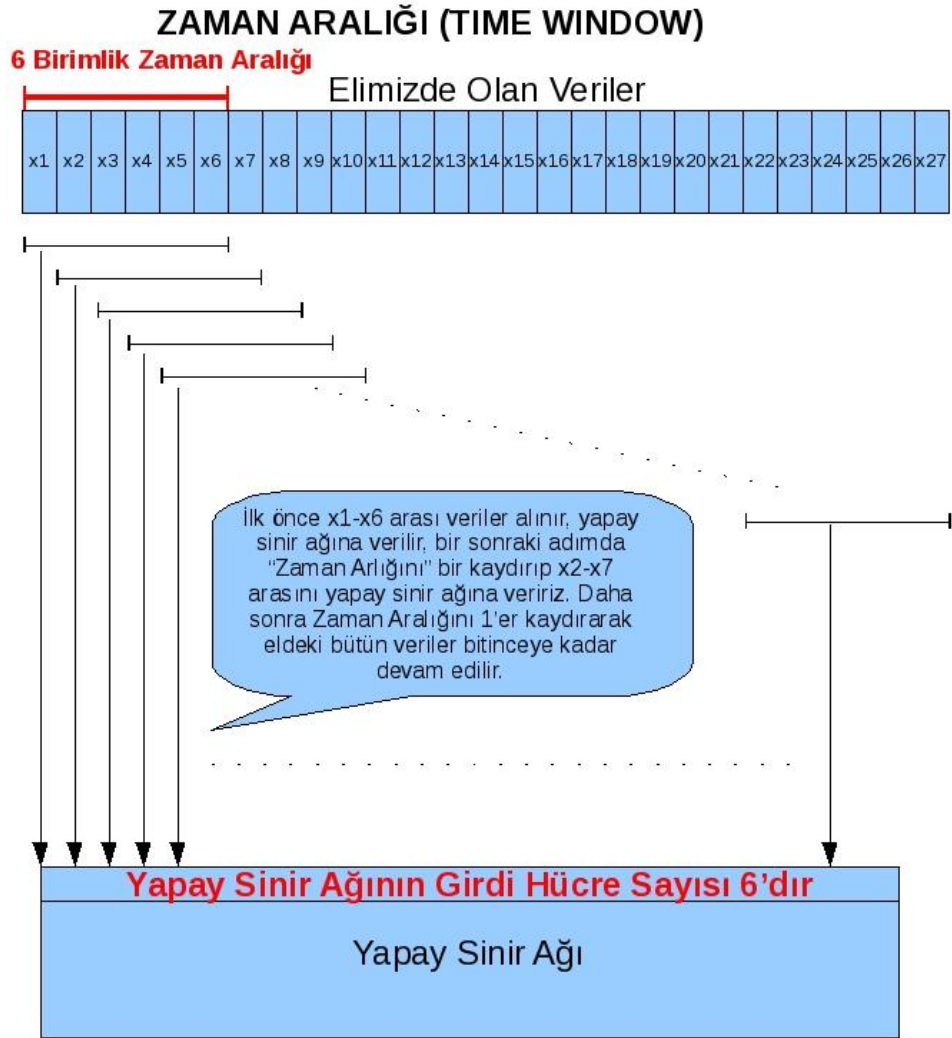 ZAMAN ARALIĞI (TIME WINDOW)
6 Birimlik Zaman Aralığı
Elimizde Olan Veriler
x1 x2 x3 x4 x5 x6 x7 x8 x9 x10 x11 x12 x13 x14 x15 x16 x17 x18 x19 x20 x21 x22 x23 x24 x25 x26 x27
İlk önce x1-x6 arası veriler alınır, yapay
sinir ağına verilir, bir sonraki adımda
“Zaman Arlığını” bir kaydırıp x2-x7
arasını yapay sinir ağına veririz. Daha
sonra Zaman Aralığını 1’er kaydırarak
eldeki bütün veriler bitinceye kadar
devam edilir.
Yapay Sinir Ağının Girdi Hücre Sayısı 6’dır
Yapay Sinir Ağı